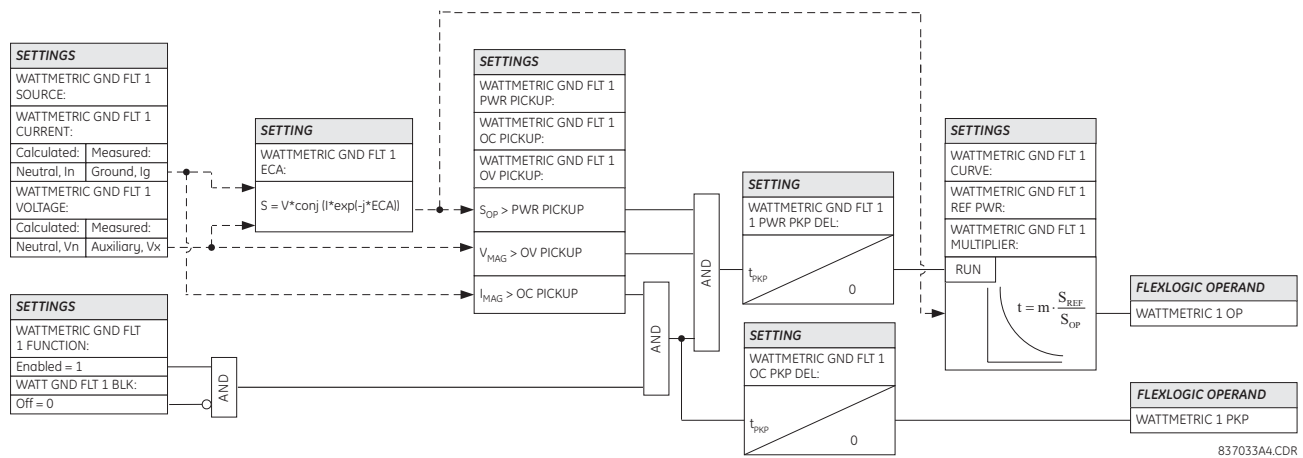 SETTINGS
WATTMETRIC GND FLT 1
SOURCE:
WATTMETRIC GND FLT 1
CURRENT:
Calculated: Measured:
Neutral, In Ground, Ig
WATTMETRIC GND FLT 1
VOLTAGE:
Calculated: Measured:
Neutral, Vn Auxiliary, Vx
SETTINGS
WATTMETRIC GND FLT
1 FUNCTION:
Enabled = 1
WATT GND FLT 1 BLK:
Off = 0
AND
SETTING
WATTMETRIC GND FLT 1
ECA:
S = V*conj (I*exp(-j*ECA))
SETTINGS
WATTMETRIC GND FLT 1
PWR PICKUP:
WATTMETRIC GND FLT 1
OC PICKUP:
WATTMETRIC GND FLT 1
OV PICKUP:
SOP > PWR PICKUP
VMAG > OV PICKUP
IMAG > OC PICKUP
AND
AND
SETTING
WATTMETRIC GND FLT 1
1 PWR PKP DEL:
tPKP
0
SETTING
WATTMETRIC GND FLT 1
OC PKP DEL:
tPKP
0
SETTINGS
WATTMETRIC GND FLT 1
CURVE:
WATTMETRIC GND FLT 1
REF PWR:
WATTMETRIC GND FLT 1
MULTIPLIER:
RUN
t = m · SREF / SOP
FLEXLOGIC OPERAND
WATTMETRIC 1 OP
FLEXLOGIC OPERAND
WATTMETRIC 1 PKP
837033A4.CDR